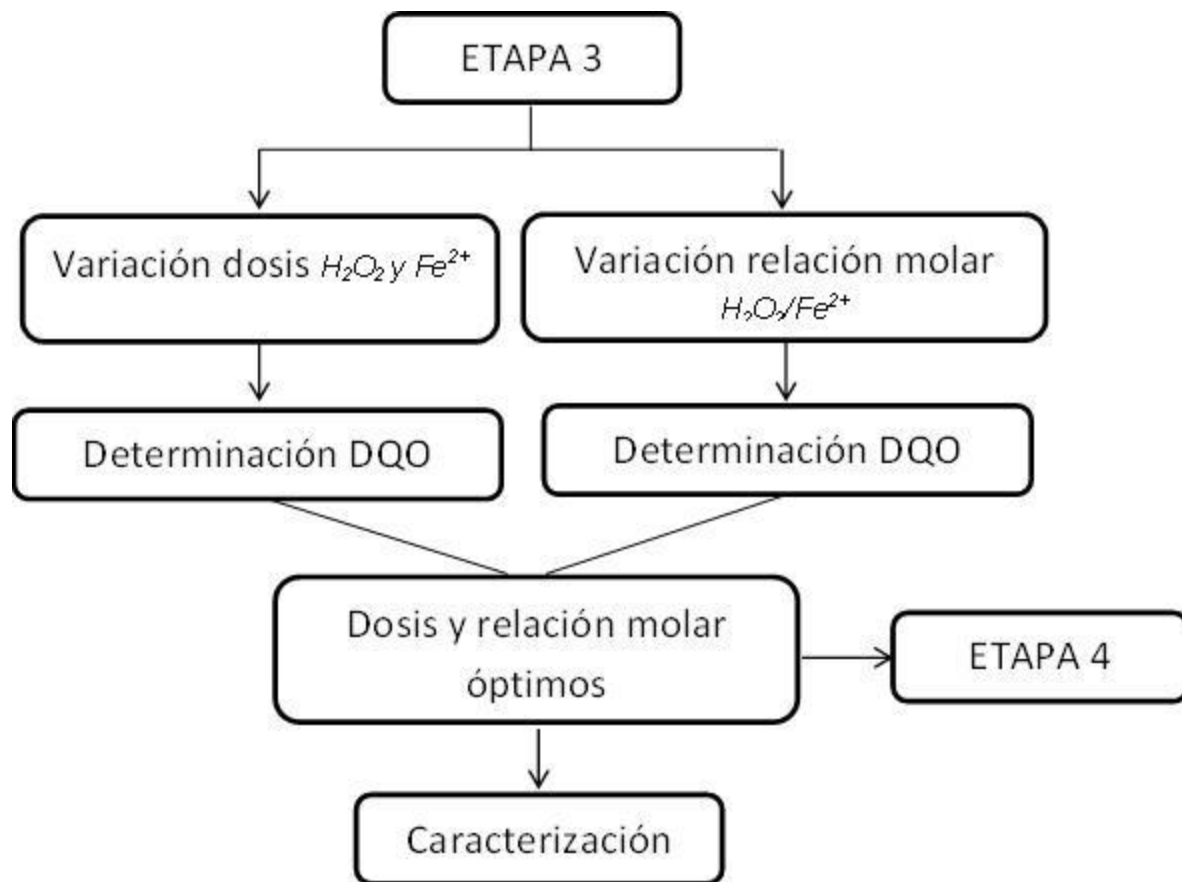 ETAPA 3
Variación dosis H₂O₂ y Fe²⁺
Variación relación molar
H₂O₂/Fe²⁺
Determinación DQO
Determinación DQO
Dosis y relación molar
óptimos
ETAPA 4
Caracterización